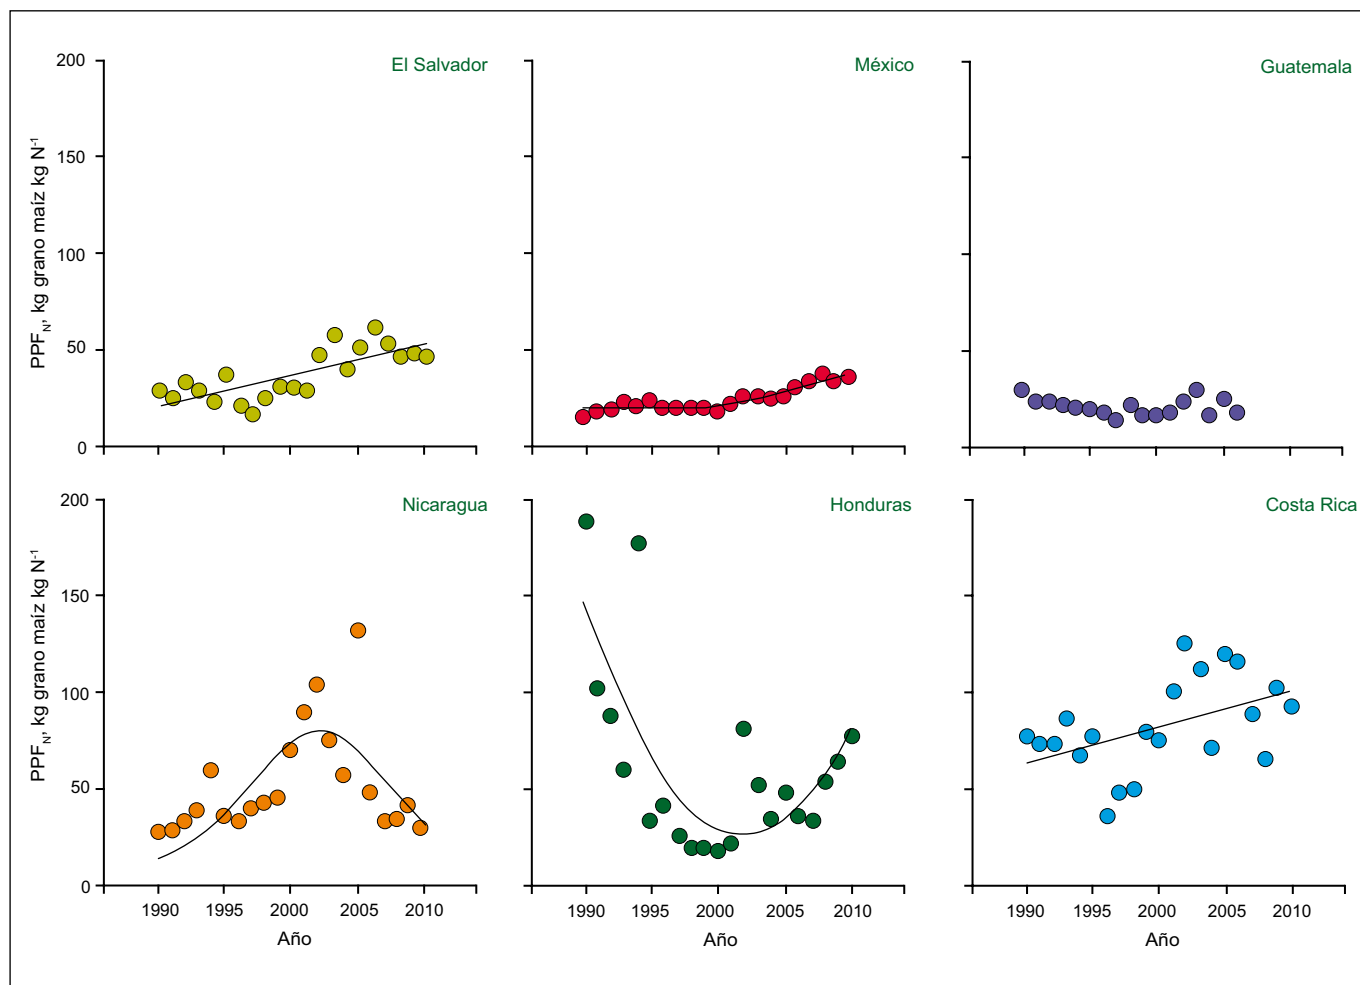 El Salvador
México
Guatemala
200
150
100
50
0
PPF_N, kg grano maíz kg N⁻¹
Nicaragua
Honduras
Costa Rica
200
150
100
50
0
PPF_N, kg grano maíz kg N⁻¹
1990 1995 2000 2005 2010
1990 1995 2000 2005 2010
1990 1995 2000 2005 2010
Año
Año
Año